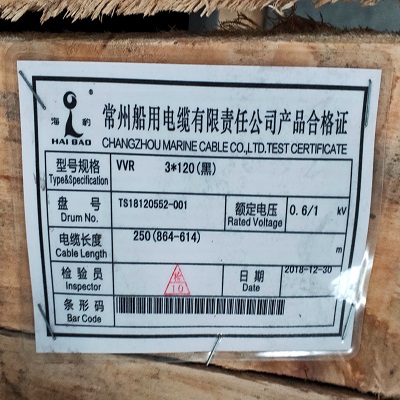 海豹
HAI BAO
常州船用电缆有限责任公司产品合格证
CHANGZHOU MARINE CABLE CO.,LTD.TEST CERTIFICATE
型号规格 VVR 3*120(黑)
Type&Specification
盘号 TS18120552-001 额定电压 0.6/1 kV
Drum No. Rated Voltage
电缆长度 250(864-614) m
Cable Length
检验员 日期 2018-12-30
Inspector Date
条形码
Bar Code